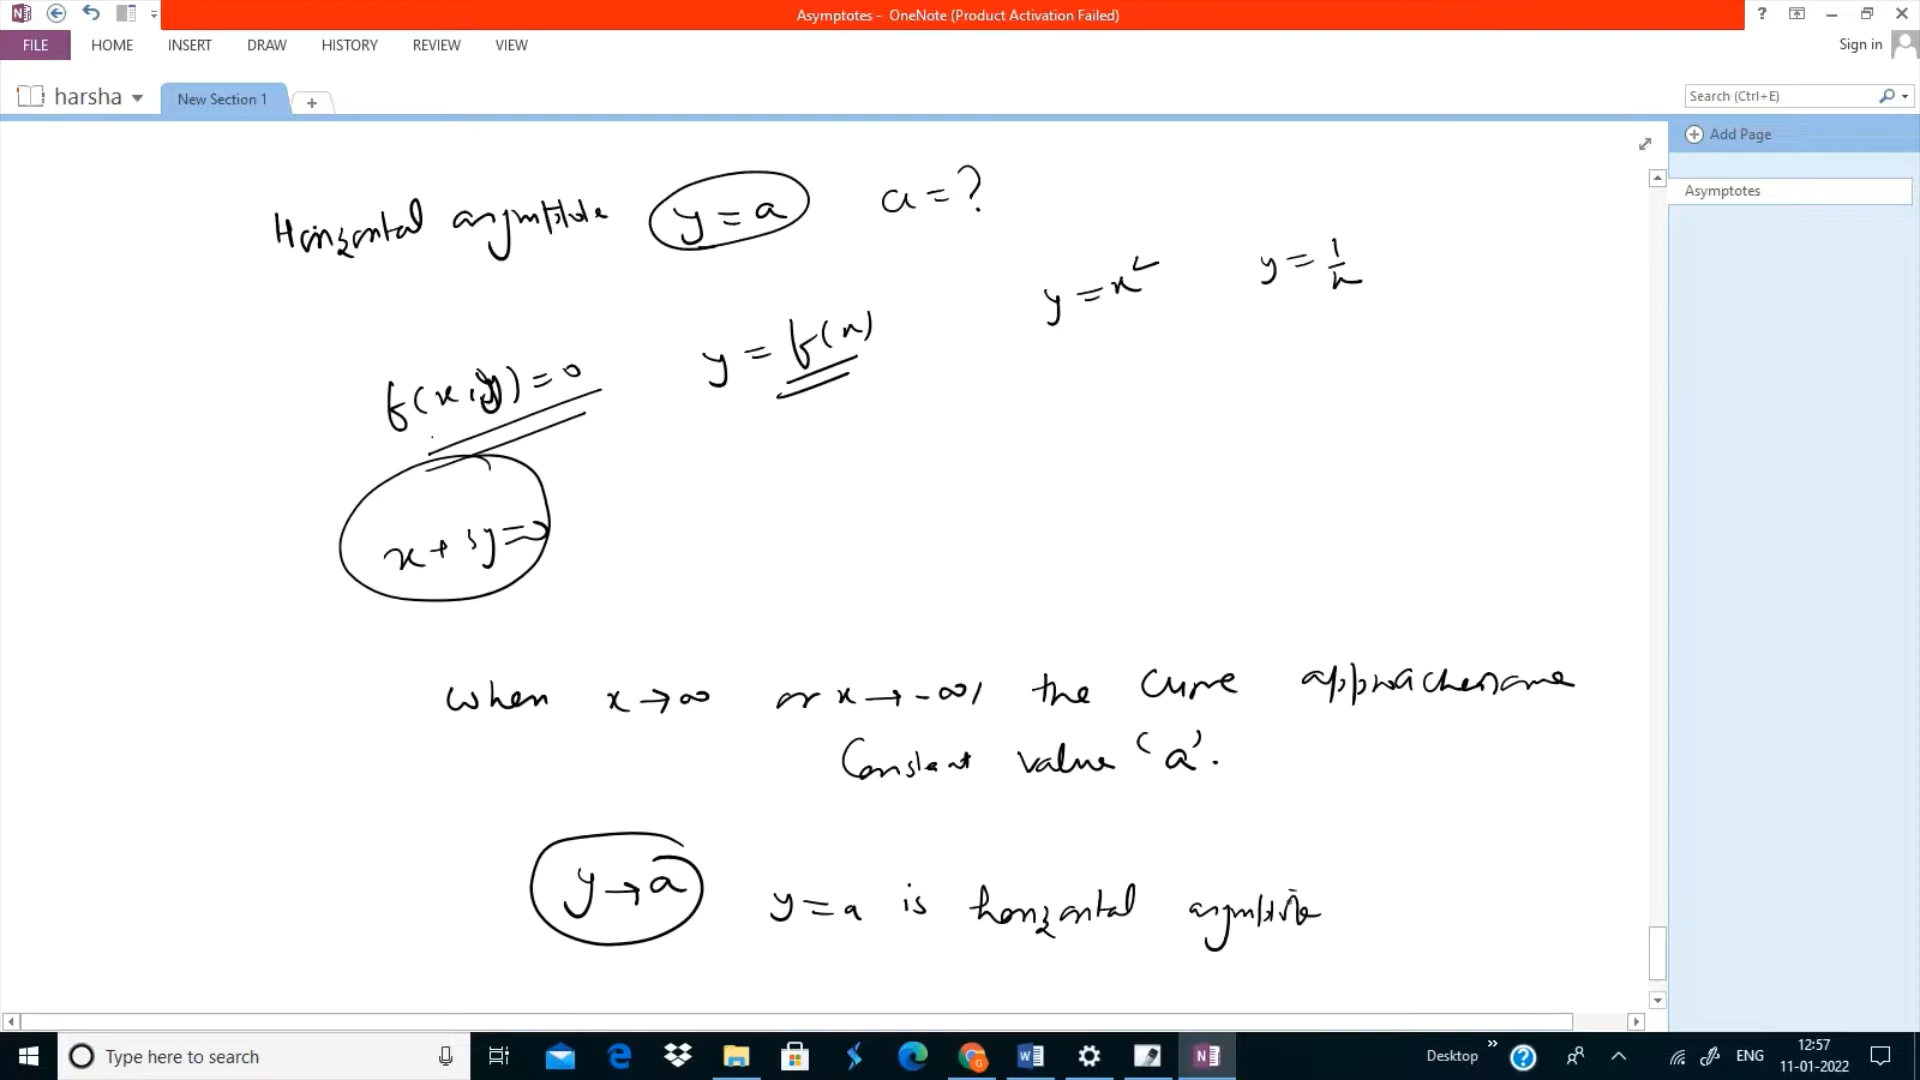 Asymptotes - OneNote (Product Activation Failed)
FILE HOME INSERT DRAW HISTORY REVIEW VIEW
Sign in
harsha New Section 1
Search (Ctrl+E)
Add Page
Asymptotes
Horizontal asymptote y = a a = ?
y = x² y = 1/x
f(x,y) = 0 y = f(x)
x + 3y = 2
when x → ∞ or x → -∞, the curve approaches some
Constant value 'a'.
y → a y = a is horizontal asymptote
Type here to search
Desktop
ENG
12:57
11-01-2022